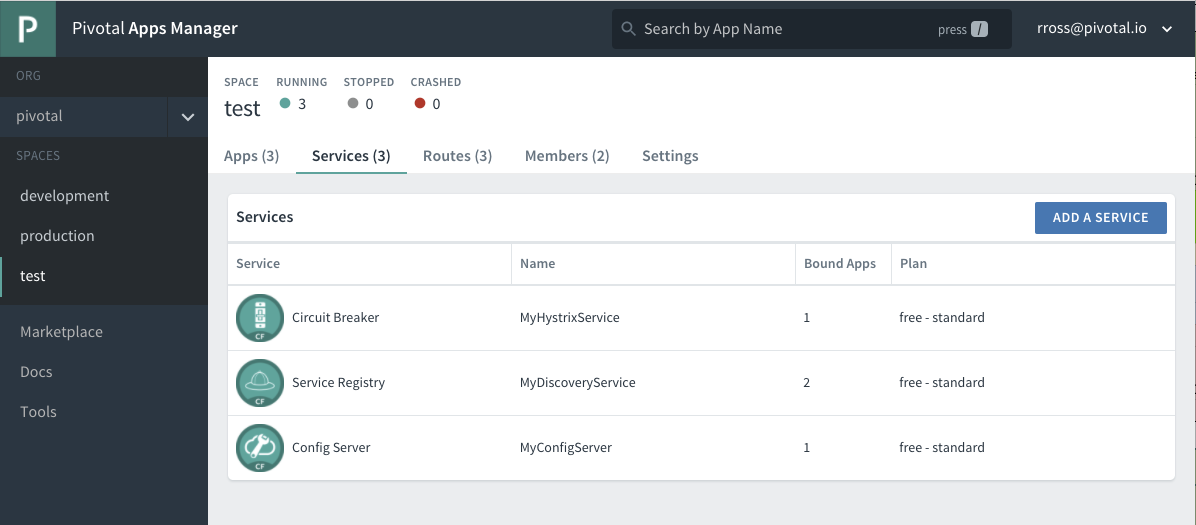 P Pivotal Apps Manager Search by App Name press / rross@pivotal.io
ORG
pivotal
SPACES
development
production
test
Marketplace
Docs
Tools
SPACE RUNNING STOPPED CRASHED
test 3 0 0
Apps (3) Services (3) Routes (3) Members (2) Settings
Services ADD A SERVICE
Service Name Bound Apps Plan
CF Circuit Breaker MyHystrixService 1 free - standard
CF Service Registry MyDiscoveryService 2 free - standard
CF Config Server MyConfigServer 1 free - standard